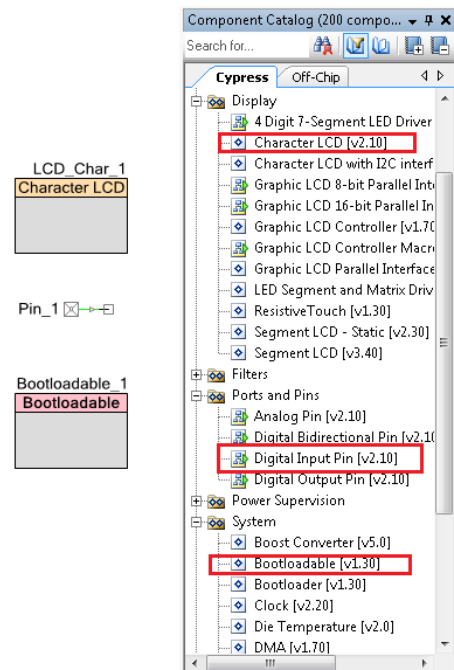 Component Catalog (200 compo...
Search for...
Cypress
Off-Chip
Display
4 Digit 7-Segment LED Driver
Character LCD [v2.10]
Character LCD with I2C interf
Graphic LCD 8-bit Parallel Int
Graphic LCD 16-bit Parallel In
Graphic LCD Controller [v1.70
Graphic LCD Controller Macr
Graphic LCD Parallel Interface
LED Segment and Matrix Driv
ResistiveTouch [v1.30]
Segment LCD - Static [v2.30]
Segment LCD [v3.40]
Filters
Ports and Pins
Analog Pin [v2.10]
Digital Bidirectional Pin [v2.10
Digital Input Pin [v2.10]
Digital Output Pin [v2.10]
Power Supervision
System
Boost Converter [v5.0]
Bootloadable [v1.30]
Bootloader [v1.30]
Clock [v2.20]
Die Temperature [v2.0]
DMA [v1.70]
LCD_Char_1
Character LCD
Pin_1
Bootloadable_1
Bootloadable